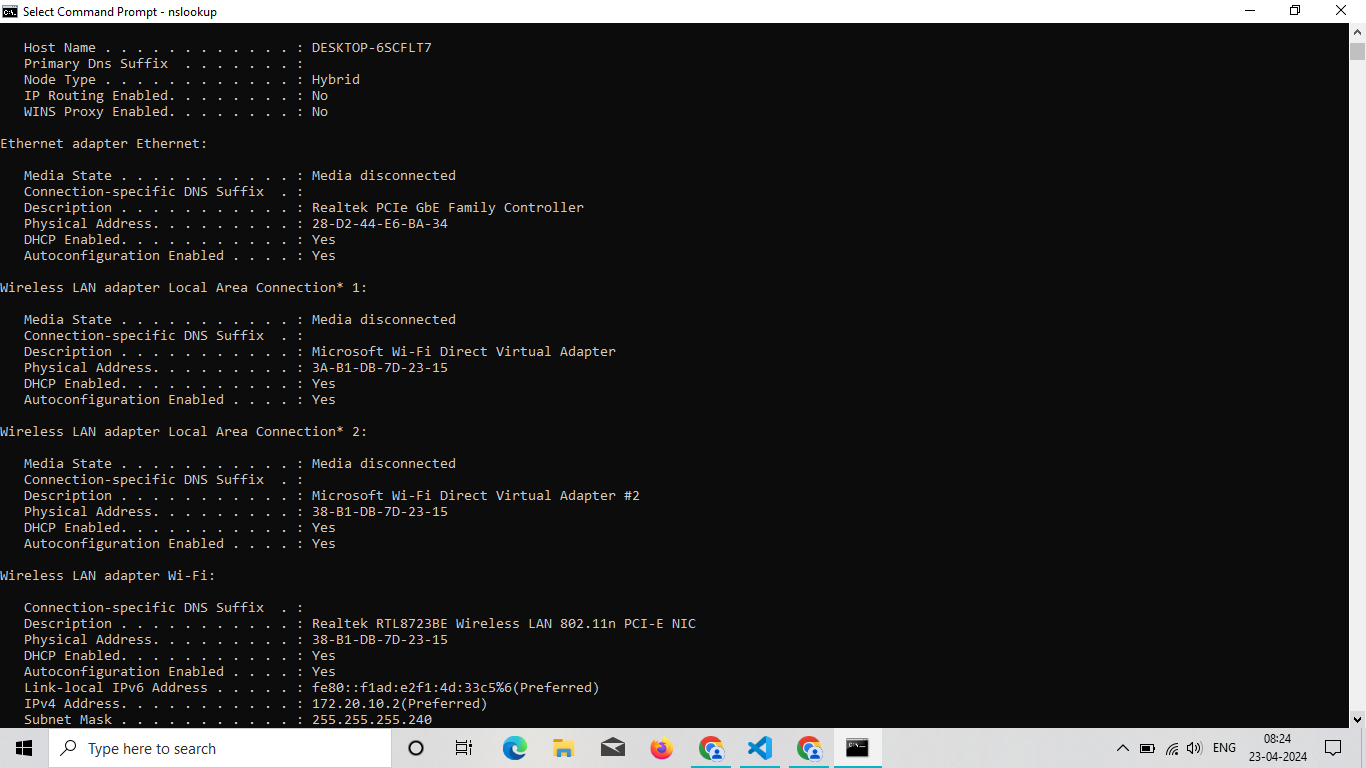 Select Command Prompt - nslookup
Host Name . . . . . . . . . . . . : DESKTOP-6SCFLT7
Primary Dns Suffix  . . . . . . . :
Node Type . . . . . . . . . . . . : Hybrid
IP Routing Enabled. . . . . . . . : No
WINS Proxy Enabled. . . . . . . . : No
Ethernet adapter Ethernet:
Media State . . . . . . . . . . . : Media disconnected
Connection-specific DNS Suffix  . :
Description . . . . . . . . . . . : Realtek PCIe GbE Family Controller
Physical Address. . . . . . . . . : 28-D2-44-E6-BA-34
DHCP Enabled. . . . . . . . . . . : Yes
Autoconfiguration Enabled . . . . : Yes
Wireless LAN adapter Local Area Connection* 1:
Media State . . . . . . . . . . . : Media disconnected
Connection-specific DNS Suffix  . :
Description . . . . . . . . . . . : Microsoft Wi-Fi Direct Virtual Adapter
Physical Address. . . . . . . . . : 3A-B1-DB-7D-23-15
DHCP Enabled. . . . . . . . . . . : Yes
Autoconfiguration Enabled . . . . : Yes
Wireless LAN adapter Local Area Connection* 2:
Media State . . . . . . . . . . . : Media disconnected
Connection-specific DNS Suffix  . :
Description . . . . . . . . . . . : Microsoft Wi-Fi Direct Virtual Adapter #2
Physical Address. . . . . . . . . : 38-B1-DB-7D-23-15
DHCP Enabled. . . . . . . . . . . : Yes
Autoconfiguration Enabled . . . . : Yes
Wireless LAN adapter Wi-Fi:
Connection-specific DNS Suffix  . :
Description . . . . . . . . . . . : Realtek RTL8723BE Wireless LAN 802.11n PCI-E NIC
Physical Address. . . . . . . . . : 38-B1-DB-7D-23-15
DHCP Enabled. . . . . . . . . . . : Yes
Autoconfiguration Enabled . . . . : Yes
Link-local IPv6 Address . . . . . : fe80::f1ad:e2f1:4d:33c5%6(Preferred)
IPv4 Address. . . . . . . . . . . : 172.20.10.2(Preferred)
Subnet Mask . . . . . . . . . . . : 255.255.255.240
Type here to search
ENG
08:24
23-04-2024